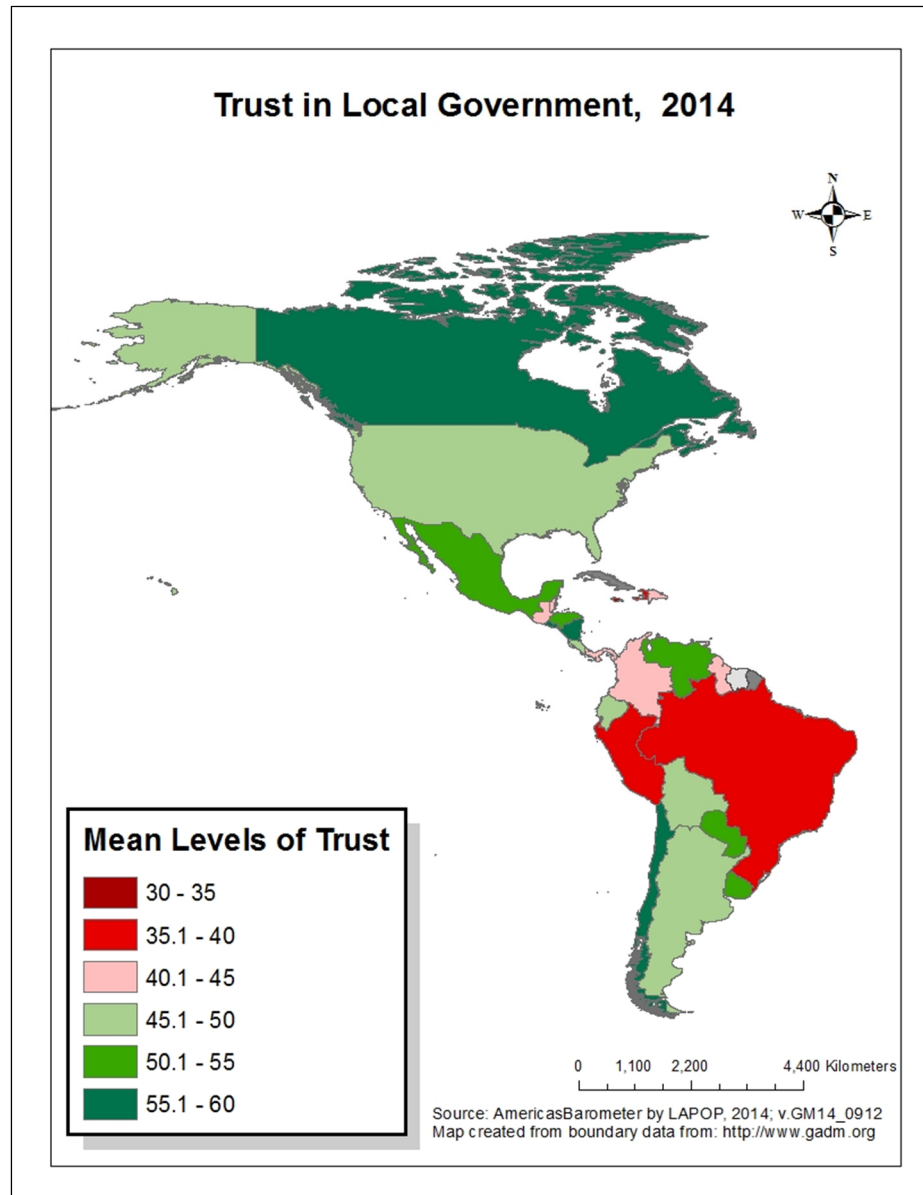 Trust in Local Government,  2014
N
W E
S
Mean Levels of Trust
30 - 35
35.1 - 40
40.1 - 45
45.1 - 50
50.1 - 55
55.1 - 60
0 1,100 2,200 4,400 Kilometers
Source: AmericasBarometer by LAPOP, 2014; v.GM14_0912
Map created from boundary data from: http://www.gadm.org